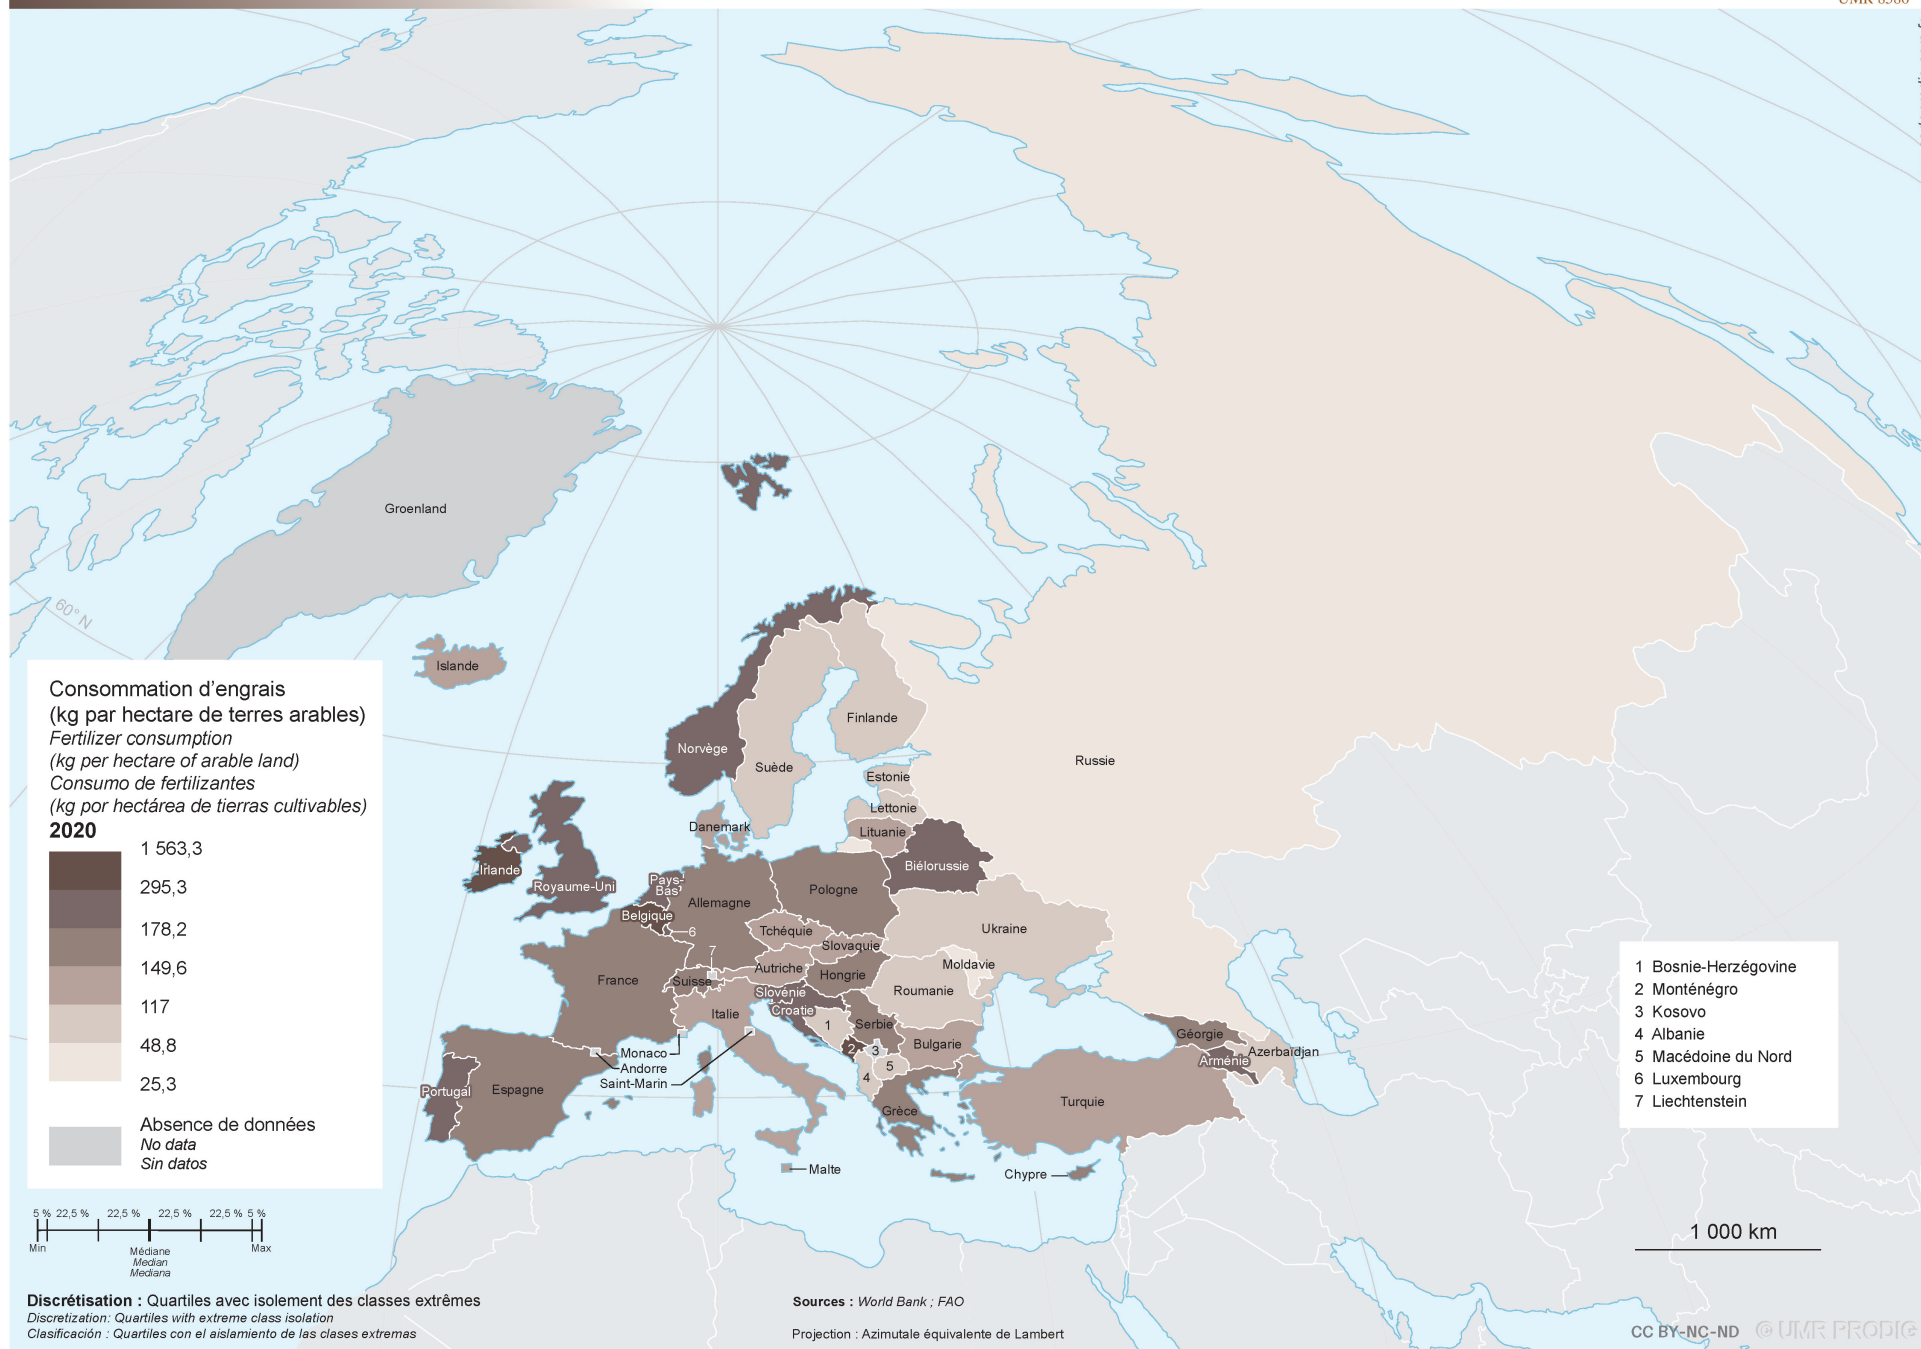 Groenland
60° N
Islande
Norvège
Suède
Finlande
Russie
Estonie
Lettonie
Lituanie
Danemark
Biélorussie
Irlande
Royaume-Uni
Pays-
Bas
Belgique
Allemagne
Pologne
6
7
Tchéquie
Slovaquie
Ukraine
Moldavie
France
Suisse
Autriche
Hongrie
Roumanie
Slovénie
Croatie
Italie
1
Serbie
2
3
4
5
Bulgarie
Géorgie
Arménie
Azerbaïdjan
Monaco
Andorre
Saint-Marin
Portugal
Espagne
Grèce
Turquie
Malte
Chypre
Consommation d'engrais
(kg par hectare de terres arables)
Fertilizer consumption
(kg per hectare of arable land)
Consumo de fertilizantes
(kg por hectárea de tierras cultivables)
2020
1 563,3
295,3
178,2
149,6
117
48,8
25,3
Absence de données
No data
Sin datos
5 % 22,5 % 22,5 % 22,5 % 22,5 % 5 %
Min Max
Médiane
Median
Mediana
1 Bosnie-Herzégovine
2 Monténégro
3 Kosovo
4 Albanie
5 Macédoine du Nord
6 Luxembourg
7 Liechtenstein
1 000 km
Discrétisation : Quartiles avec isolement des classes extrêmes
Discretization: Quartiles with extreme class isolation
Clasificación : Quartiles con el aislamiento de las clases extremas
Sources : World Bank ; FAO
Projection : Azimutale équivalente de Lambert
CC BY-NC-ND © UMR PRODIG